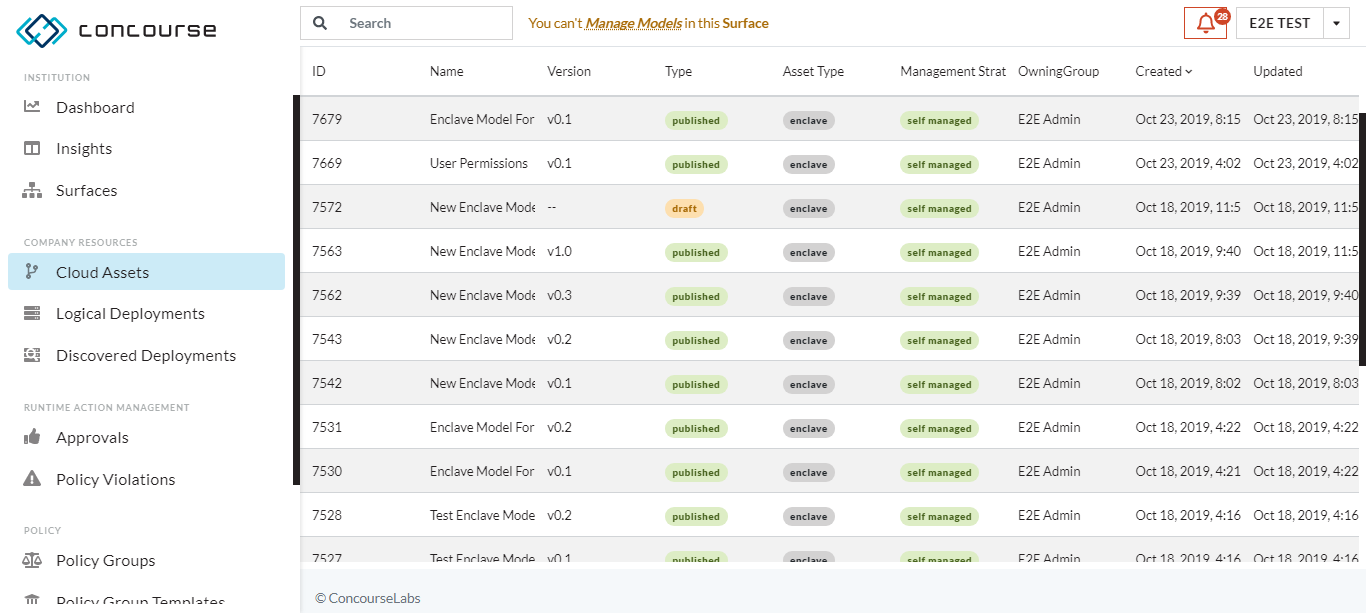 concourse
Search
You can't Manage Models in this Surface
28
E2E TEST
INSTITUTION
Dashboard
Insights
Surfaces
COMPANY RESOURCES
Cloud Assets
Logical Deployments
Discovered Deployments
RUNTIME ACTION MANAGEMENT
Approvals
Policy Violations
POLICY
Policy Groups
Policy Group Templates
ID Name Version Type Asset Type Management Strat OwningGroup Created Updated
7679 Enclave Model For v0.1 published enclave self managed E2E Admin Oct 23, 2019, 8:15 Oct 23, 2019, 8:15
7669 User Permissions v0.1 published enclave self managed E2E Admin Oct 23, 2019, 4:02 Oct 23, 2019, 4:02
7572 New Enclave Mode -- draft enclave self managed E2E Admin Oct 18, 2019, 11:5 Oct 18, 2019, 11:5
7563 New Enclave Mode v1.0 published enclave self managed E2E Admin Oct 18, 2019, 9:40 Oct 18, 2019, 11:5
7562 New Enclave Mode v0.3 published enclave self managed E2E Admin Oct 18, 2019, 9:39 Oct 18, 2019, 9:40
7543 New Enclave Mode v0.2 published enclave self managed E2E Admin Oct 18, 2019, 8:03 Oct 18, 2019, 9:39
7542 New Enclave Mode v0.1 published enclave self managed E2E Admin Oct 18, 2019, 8:02 Oct 18, 2019, 8:03
7531 Enclave Model For v0.2 published enclave self managed E2E Admin Oct 18, 2019, 4:22 Oct 18, 2019, 4:22
7530 Enclave Model For v0.1 published enclave self managed E2E Admin Oct 18, 2019, 4:21 Oct 18, 2019, 4:22
7528 Test Enclave Mode v0.2 published enclave self managed E2E Admin Oct 18, 2019, 4:16 Oct 18, 2019, 4:16
7527 Test Enclave Mode v0.1 published enclave self managed E2E Admin Oct 18, 2019, 4:16 Oct 18, 2019, 4:16
© ConcourseLabs